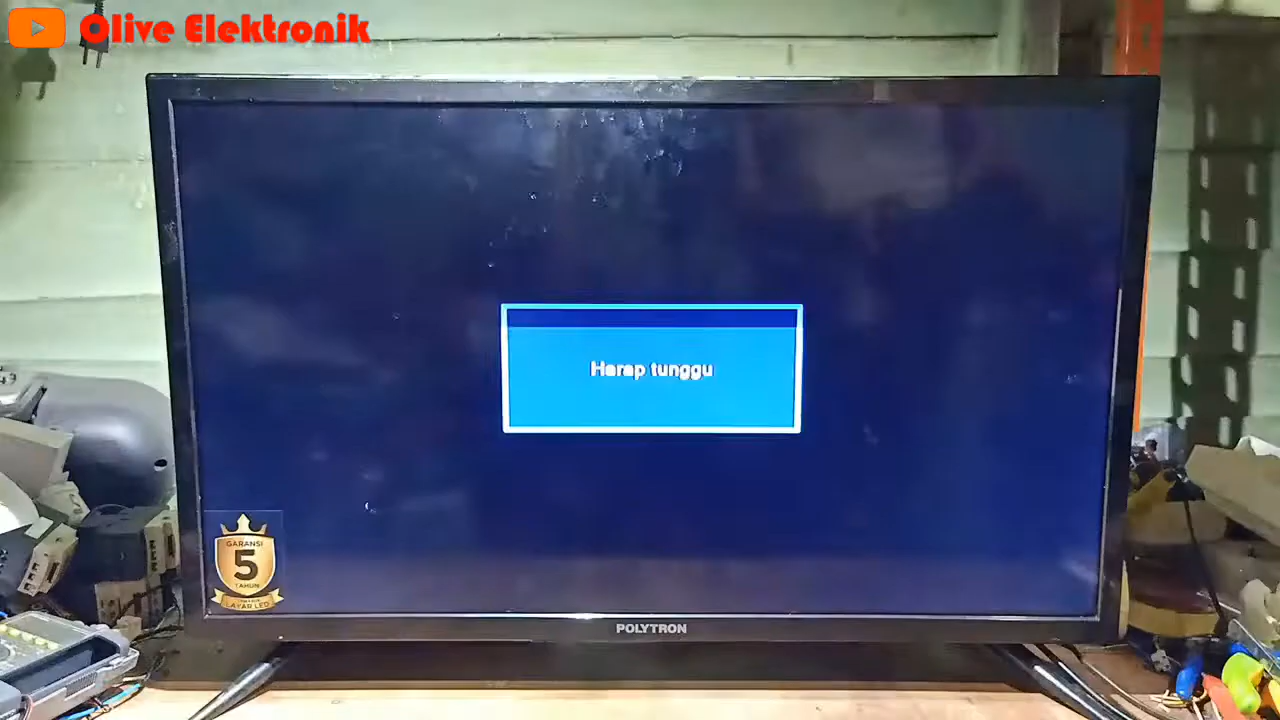 Olive Elektronik
Harap tunggu
GARANSI
5
TAHUN
LAYAR LED
POLYTRON